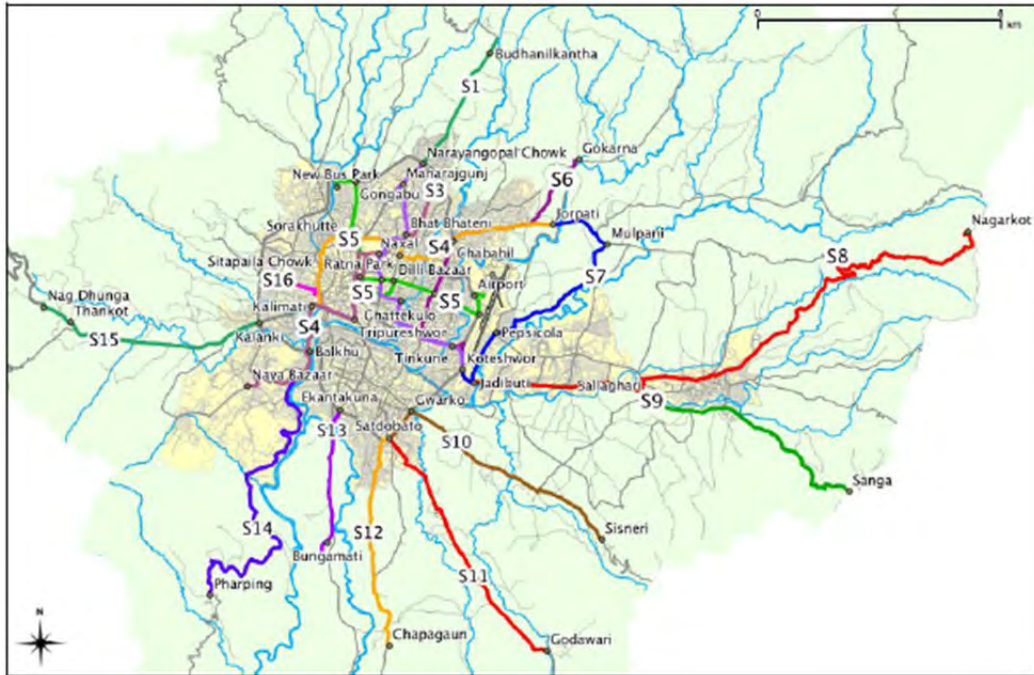 0
4
km
Budhanilkantha
S1
Narayangopal Chowk
Gokarna
New Bus Park
Maharajgunj
Gongabu
S3
S6
Jorpati
Sorakhutte
Bhat Bhateni
Mulpani
Nagarkot
S5
Naxal
S4
Chabahil
S8
Sitapaila Chowk
Ratna Park
Dilli Bazaar
S7
S16
Airport
Nag Dhunga
S5
S5
Kalimati
Ghattekulo
Thankot
S4
Tripureshwor
Pepsicola
S15
Kalanki
Balkhu
Tinkune
Koteshwor
Naya Bazaar
Jadibuti
Sallaghari
Ekantakuna
Gwarko
S9
S13
Satdobato
S10
Sanga
S14
S12
Sisneri
Bungamati
S11
Pharping
N
Chapagaun
Godawari